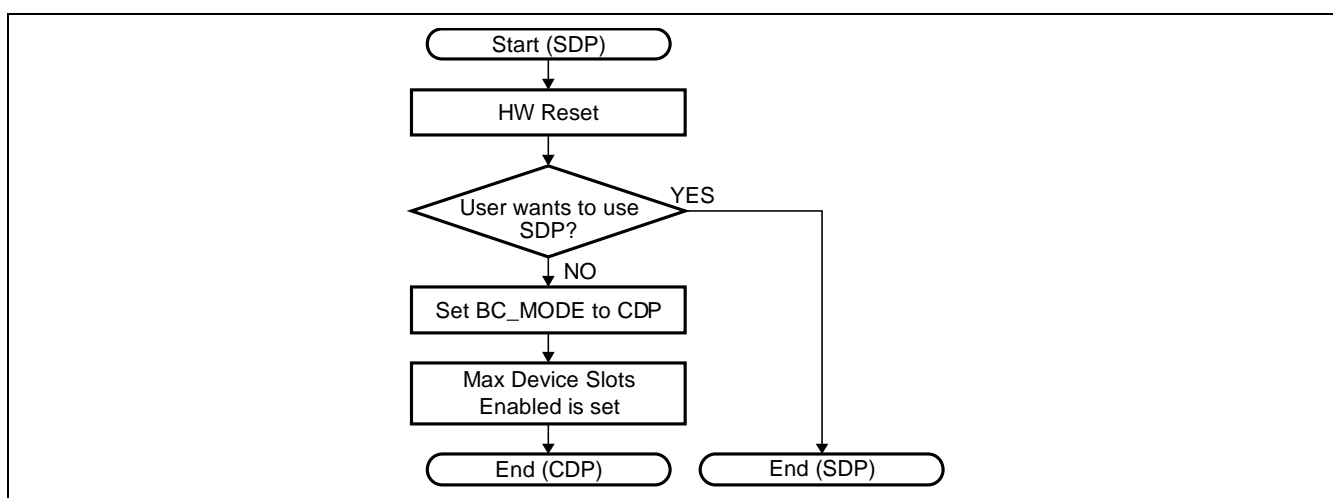 Start (SDP)
HW Reset
User wants to use
SDP?
YES
NO
Set BC_MODE to CDP
Max Device Slots
Enabled is set
End (CDP)
End (SDP)